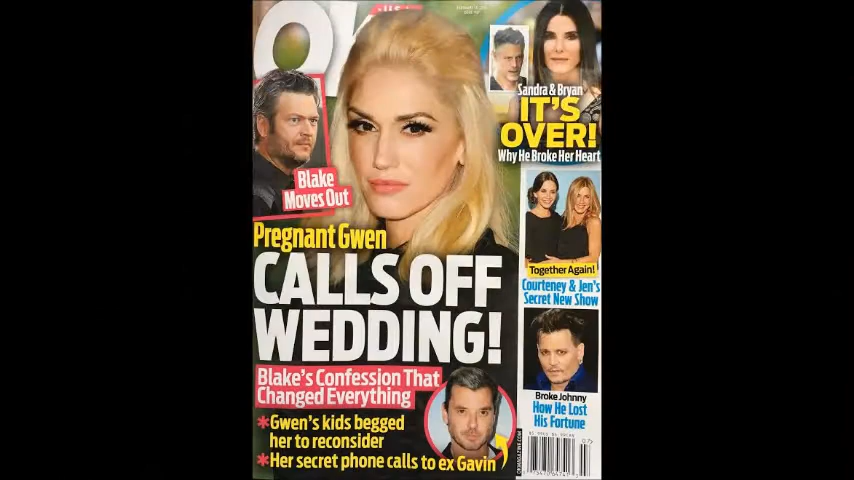 OK!
Sandra & Bryan
IT'S
OVER!
Why He Broke Her Heart
Blake
Moves Out
Pregnant Gwen
CALLS OFF
WEDDING!
Together Again!
Courteney & Jen's
Secret New Show
Blake's Confession That
Changed Everything
*Gwen's kids begged
her to reconsider
*Her secret phone calls to ex Gavin
Broke Johnny
How He Lost
His Fortune